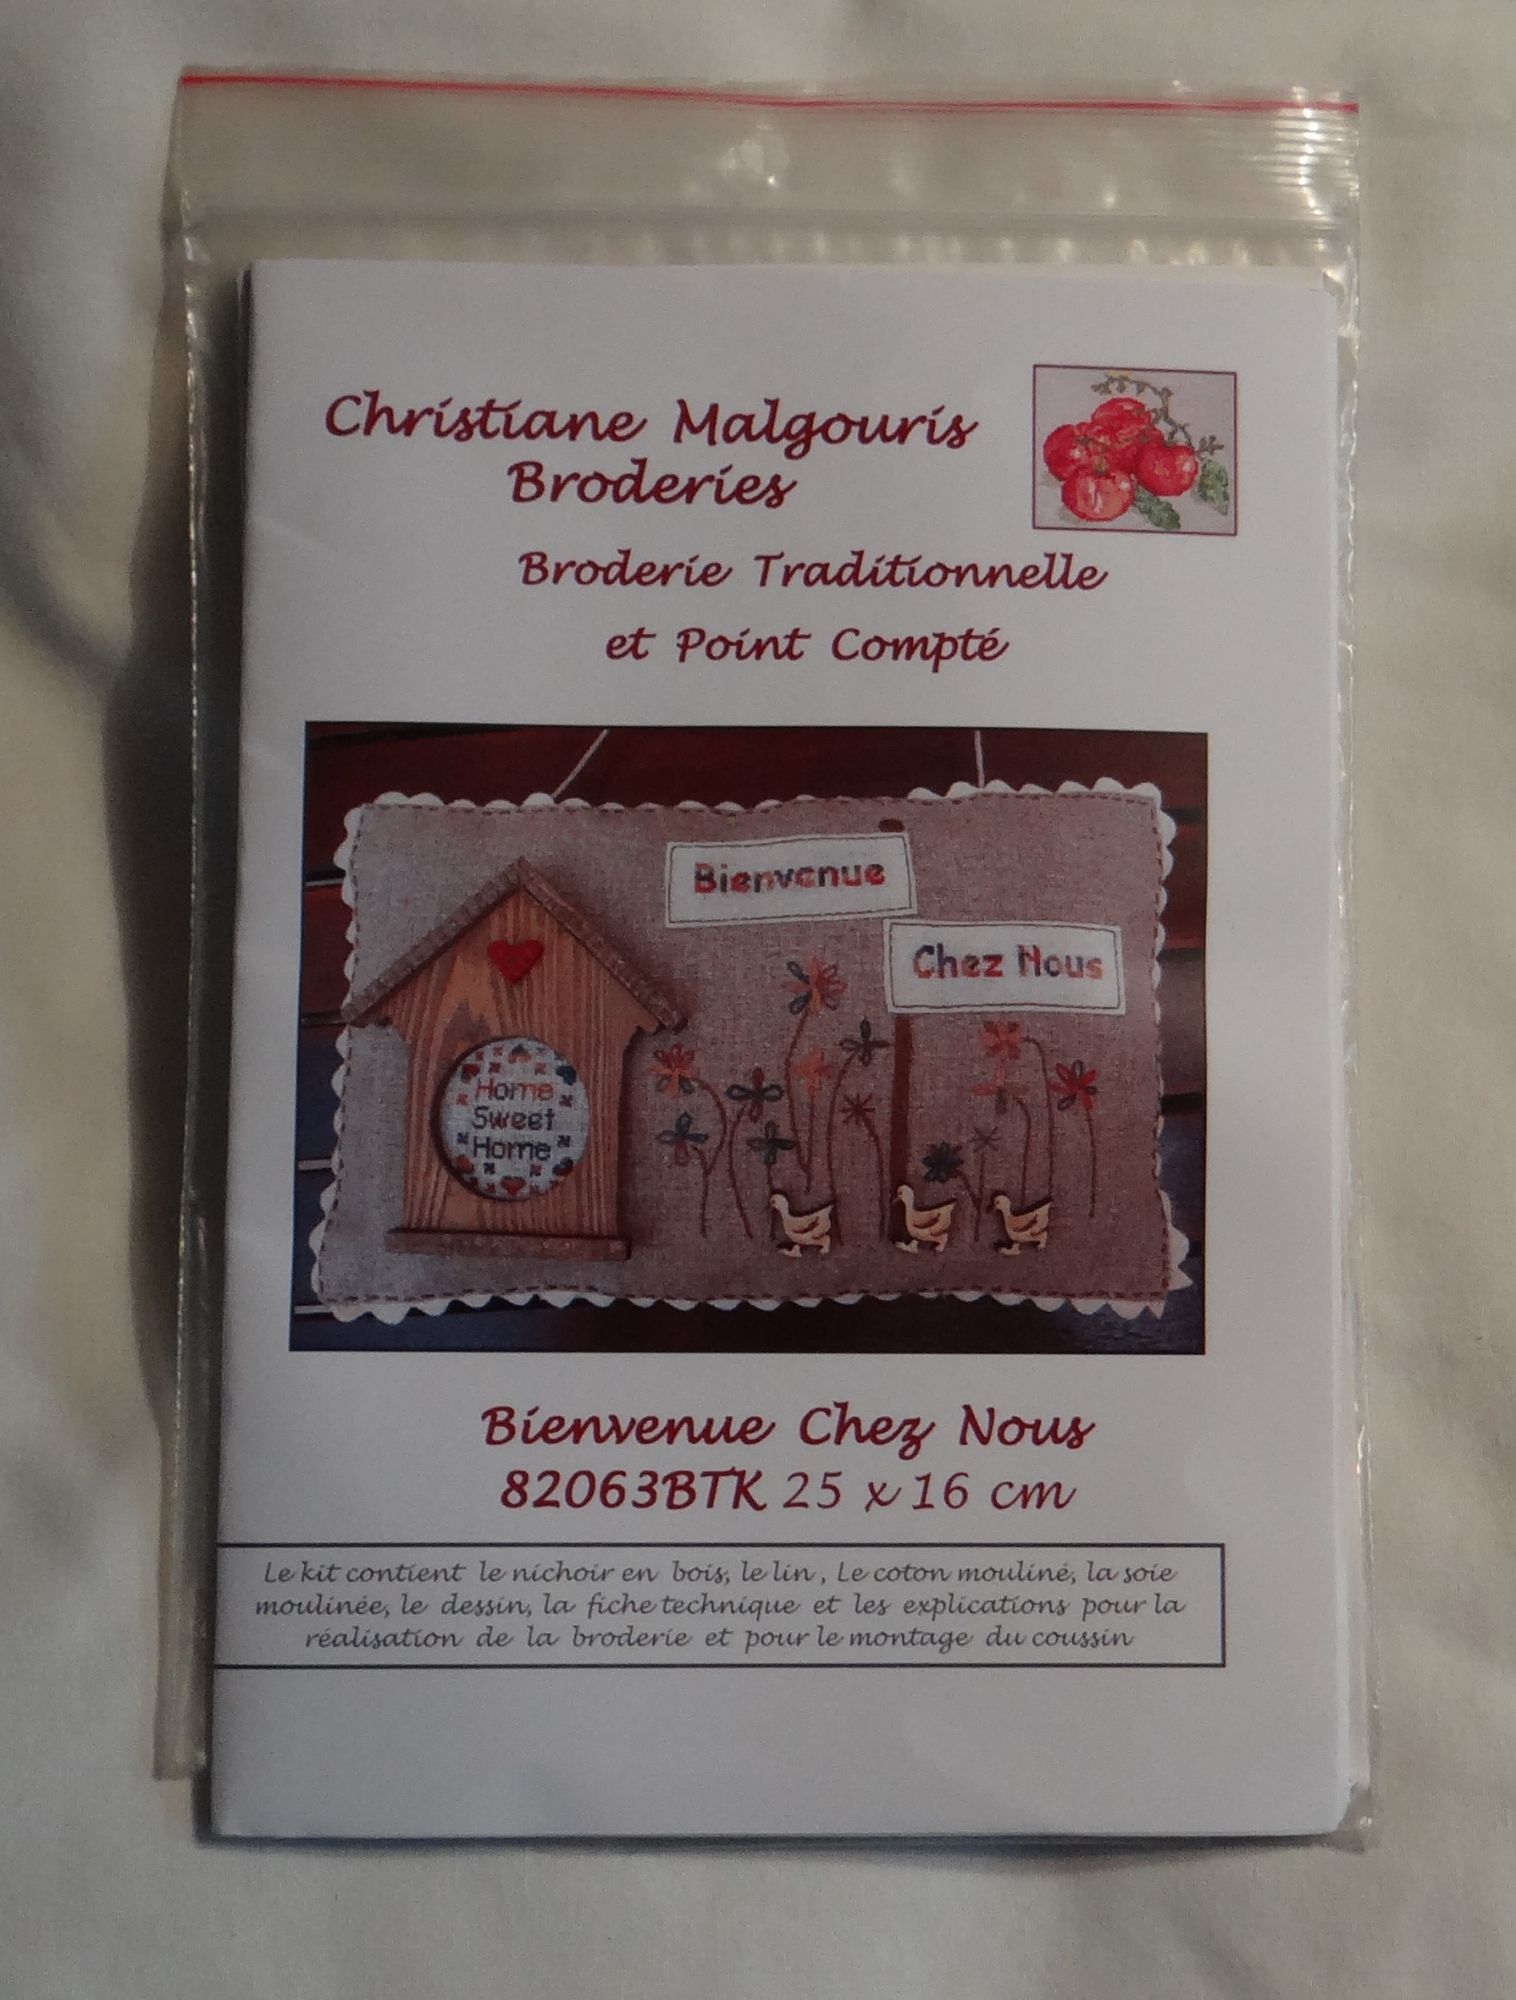 Christiane Malgouris
Broderies
Broderie Traditionnelle
et Point Compté
Bienvenue
Chez Nous
Home
Sweet
Home
Bienvenue Chez Nous
82063BTK 25 x 16 cm
Le kit contient le nichoir en bois, le lin , Le coton mouliné, la soie
moulinée, le dessin, la fiche technique et les explications pour la
réalisation de la broderie et pour le montage du coussin